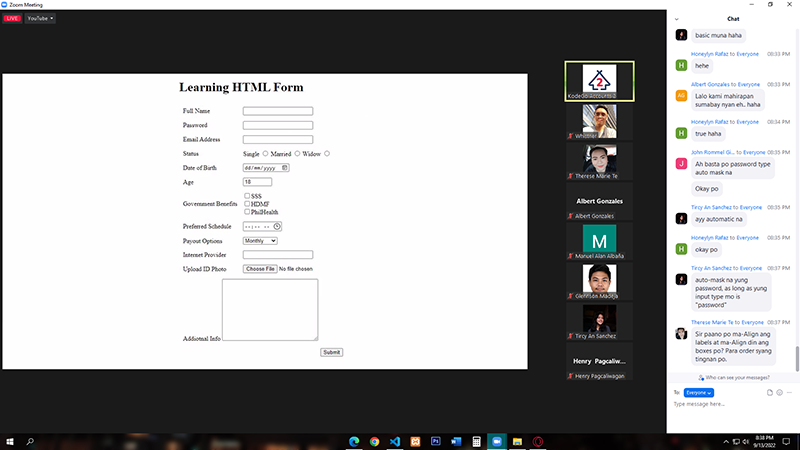 Zoom Meeting
LIVE
YouTube
Learning HTML Form
Full Name
Password
Email Address
Status Single Married Widow
Date of Birth dd/mm/yyyy
Age 18
SSS
Government Benefits HDMF
PhilHealth
Preferred Schedule --:-- --
Payout Options Monthly
Internet Provider
Upload ID Photo Choose File No file chosen
Addiotnal Info
Submit
2
Therese Marie Te
Albert Gonzales
Albert Gonzales
M
Manuel Alan Albaña
Tircy An Sanchez
Henry Pagcaliw...
Henry Pagcaliwagan
Chat
basic muna haha
Honeylyn Rafaz to Everyone 08:33 PM
H
hehe
Albert Gonzales to Everyone 08:33 PM
AG
Lalo kami mahirapan
sumabay nyan eh.. haha
Honeylyn Rafaz to Everyone 08:34 PM
H
true haha
John Rommel G... to Everyone 08:35 PM
J
Ah basta po password type
auto mask na
Okay po
Tircy An Sanchez to Everyone 08:35 PM
ayy automatic na
Honeylyn Rafaz to Everyone 08:35 PM
H
okay po
Tircy An Sanchez to Everyone 08:37 PM
auto-mask na yung
password, as long as yung
input type mo is
"password"
Therese Marie Te to Everyone 08:37 PM
Sir paano po ma-Align ang
labels at ma-Align din ang
boxes po? Para order syang
tingnan po.
Who can see your messages?
To: Everyone
Type message here...
8:38 PM
9/13/2022